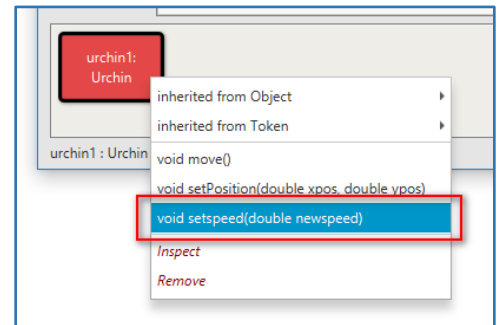 urchin1:
Urchin
inherited from Object
inherited from Token
urchin1 : Urchin
void move()
void setPosition(double xpos, double ypos)
void setspeed(double newspeed)
Inspect
Remove